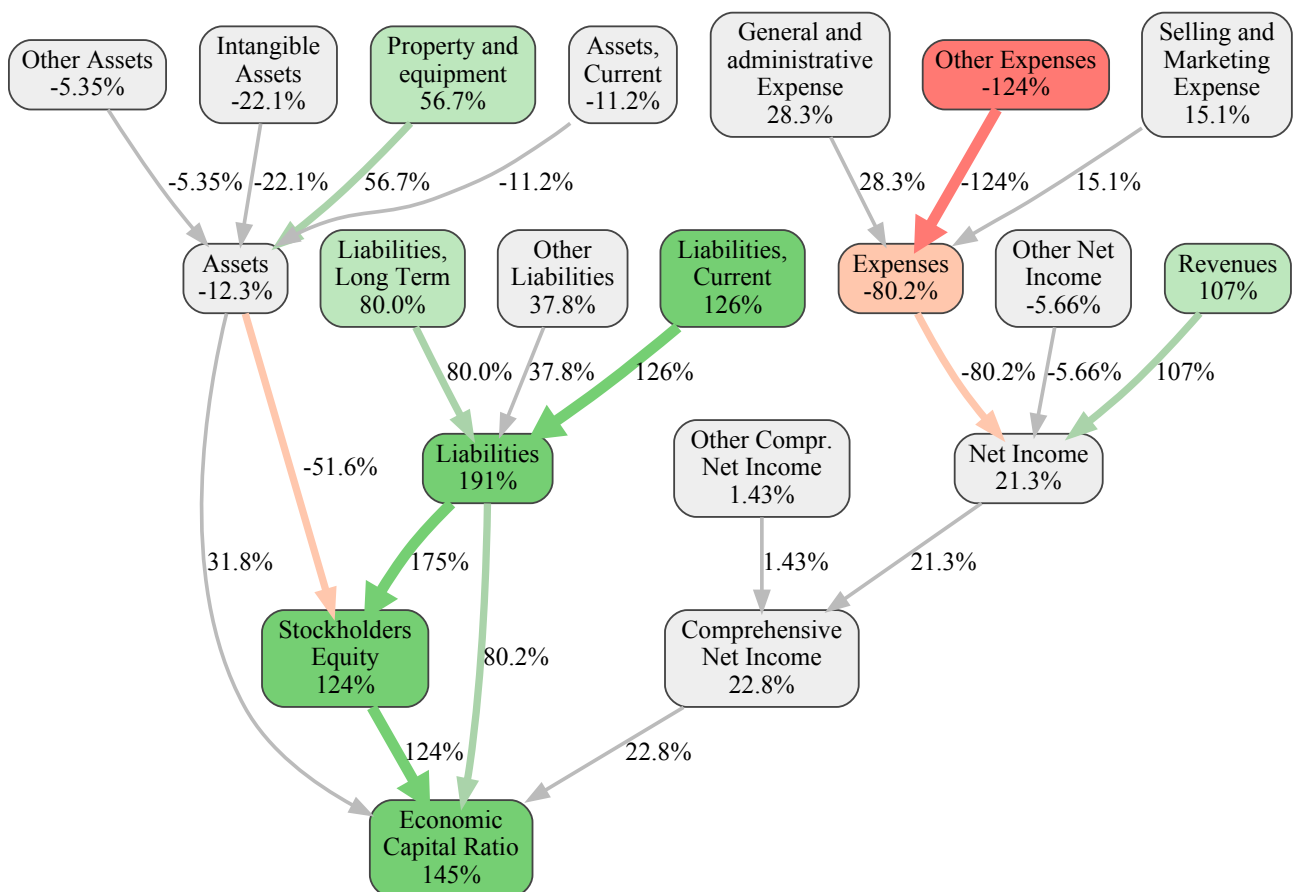 Other Assets
-5.35%
Intangible
Assets
-22.1%
Property and
equipment
56.7%
Assets,
Current
-11.2%
General and
administrative
Expense
28.3%
Other Expenses
-124%
Selling and
Marketing
Expense
15.1%
-5.35%
-22.1%
56.7%
-11.2%
28.3%
-124%
15.1%
Assets
-12.3%
Liabilities,
Long Term
80.0%
Other
Liabilities
37.8%
Liabilities,
Current
126%
Expenses
-80.2%
Other Net
Income
-5.66%
Revenues
107%
80.0%
37.8%
126%
-80.2%
-5.66%
107%
-51.6%
Liabilities
191%
Other Compr.
Net Income
1.43%
Net Income
21.3%
31.8%
175%
1.43%
21.3%
Stockholders
Equity
124%
80.2%
Comprehensive
Net Income
22.8%
124%
22.8%
Economic
Capital Ratio
145%